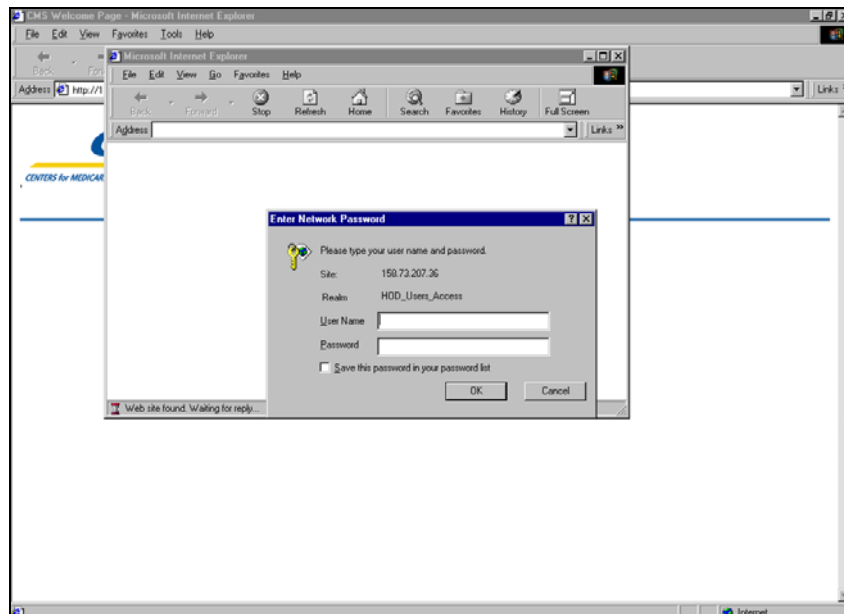 CMS Welcome Page - Microsoft Internet Explorer
File Edit View Favorites Tools Help
Back
Address http://1
Links
CENTERS for MEDICAR
Microsoft Internet Explorer
File Edit View Go Favorites Help
Back Forward Stop Refresh Home Search Favorites History Full Screen
Address
Links »
Enter Network Password
Please type your user name and password.
Site: 158.73.207.36
Realm HOD_Users_Access
User Name
Password
Save this password in your password list
OK Cancel
Web site found. Waiting for reply...
Internet